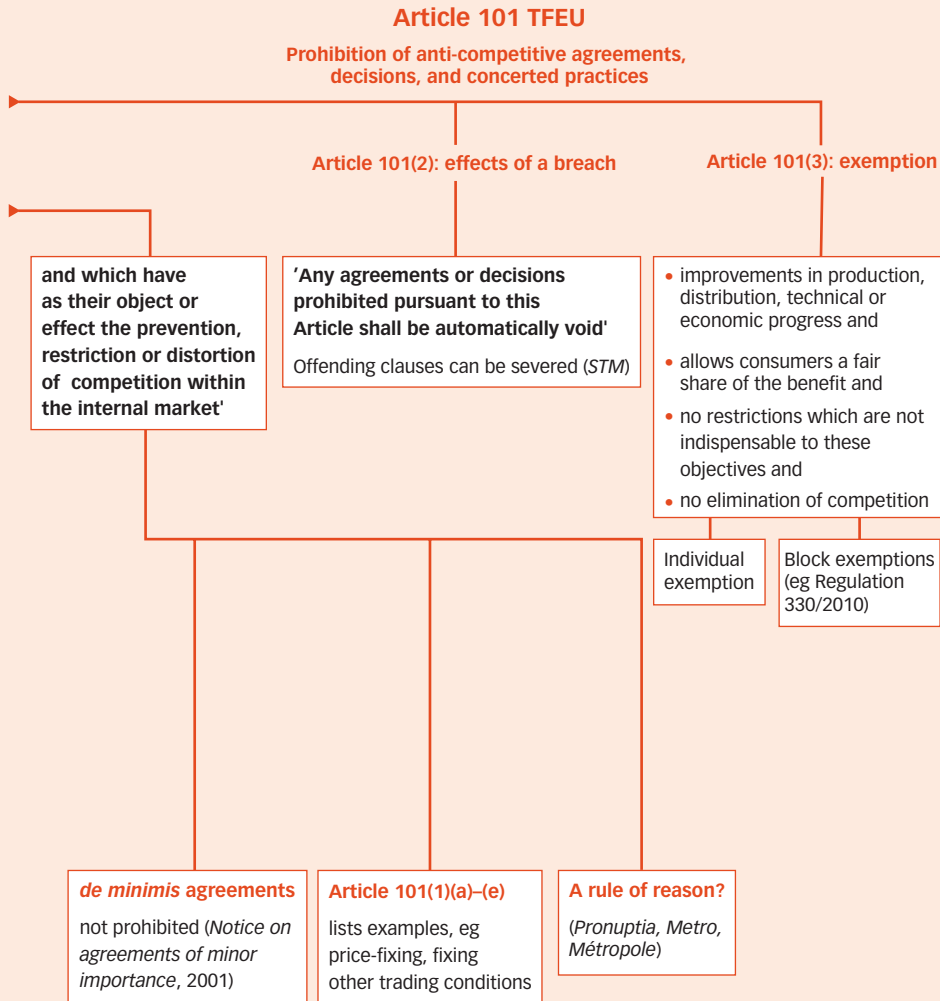 Article 101 TFEU
Prohibition of anti-competitive agreements,
decisions, and concerted practices
Article 101(2): effects of a breach
Article 101(3): exemption
and which have
as their object or
effect the prevention,
restriction or distortion
of competition within
the internal market'
'Any agreements or decisions
prohibited pursuant to this
Article shall be automatically void'
Offending clauses can be severed (STM)
• improvements in production,
distribution, technical or
economic progress and
• allows consumers a fair
share of the benefit and
• no restrictions which are not
indispensable to these
objectives and
• no elimination of competition
Individual
exemption
Block exemptions
(eg Regulation
330/2010)
de minimis agreements
not prohibited (Notice on
agreements of minor
importance, 2001)
Article 101(1)(a)–(e)
lists examples, eg
price-fixing, fixing
other trading conditions
A rule of reason?
(Pronuptia, Metro,
Métropole)